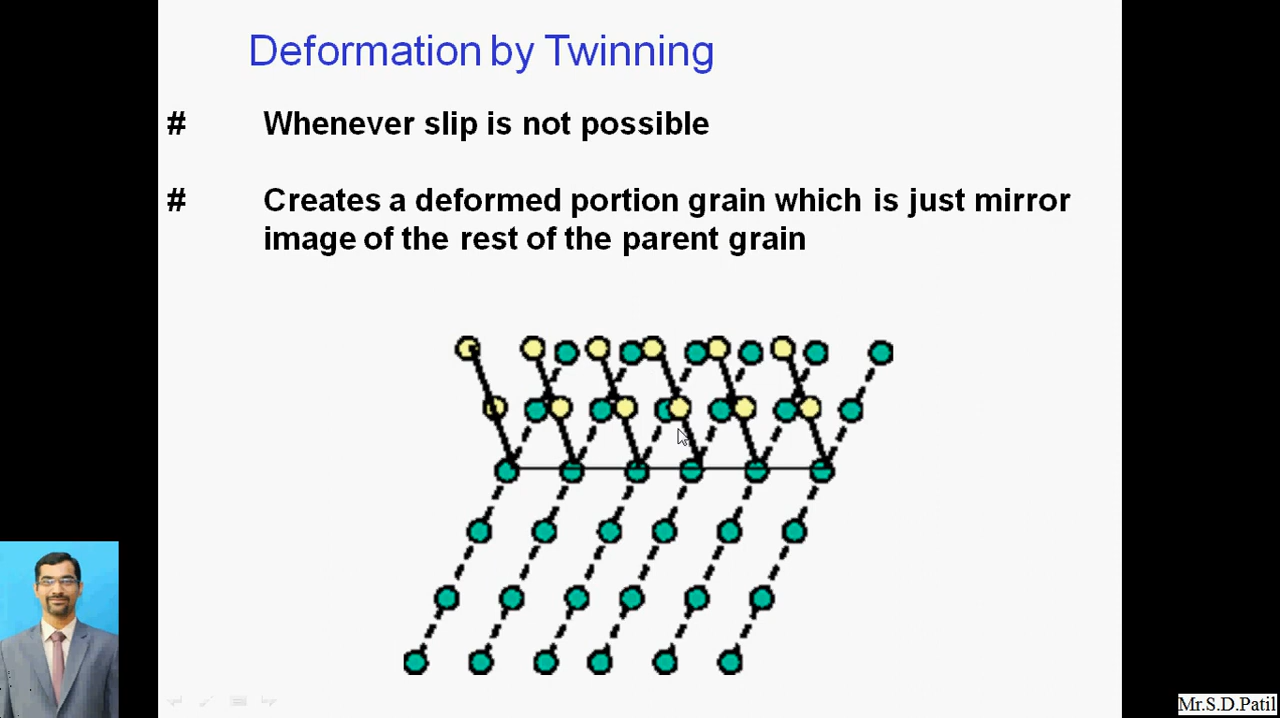 Deformation by Twinning
# Whenever slip is not possible
# Creates a deformed portion grain which is just mirror
image of the rest of the parent grain
Mr.S.D.Patil